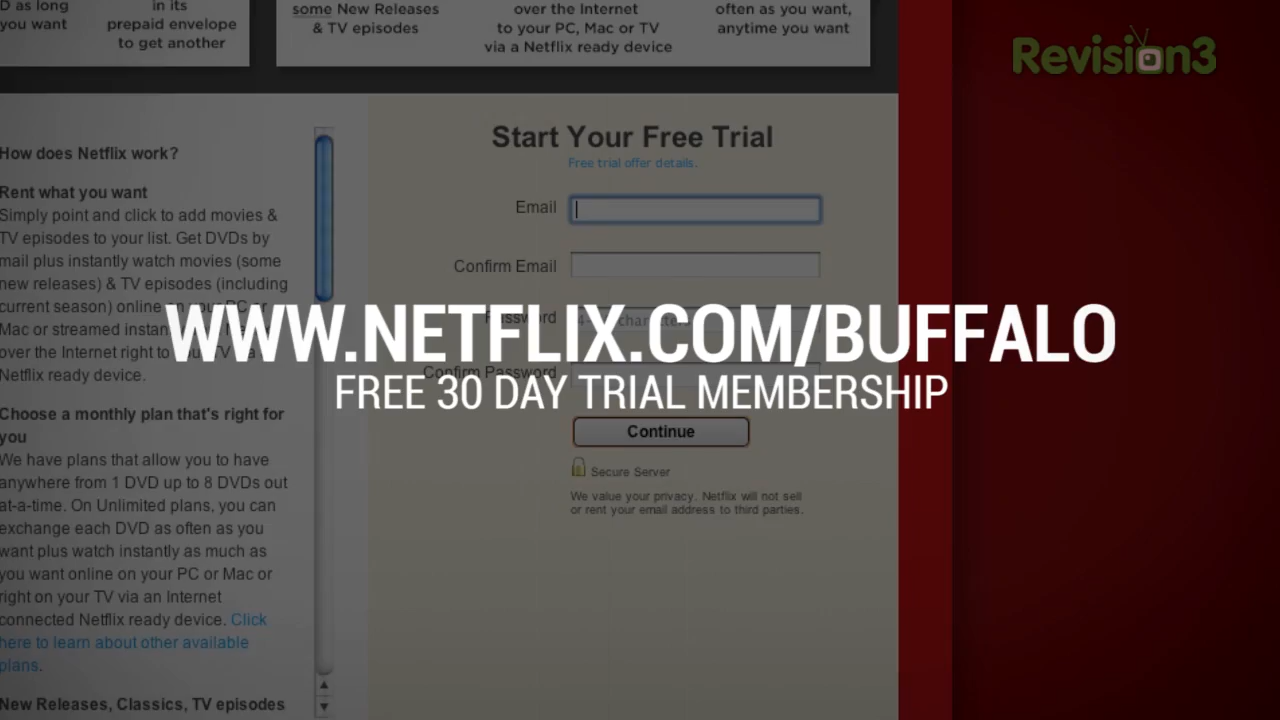 D as long
you want
in its
prepaid envelope
to get another
some New Releases
& TV episodes
over the Internet
to your PC, Mac or TV
via a Netflix ready device
often as you want,
anytime you want
Revision3
How does Netflix work?
Rent what you want
Simply point and click to add movies &
TV episodes to your list. Get DVDs by
mail plus instantly watch movies (some
new releases) & TV episodes (including
current season) online on your PC or
Mac or streamed instantly
over the Internet right to your TV via a
Netflix ready device.
Choose a monthly plan that's right for
you
We have plans that allow you to have
anywhere from 1 DVD up to 8 DVDs out
at-a-time. On Unlimited plans, you can
exchange each DVD as often as you
want plus watch instantly as much as
you want online on your PC or Mac or
right on your TV via an Internet
connected Netflix ready device. Click
here to learn about other available
plans.
New Releases, Classics, TV episodes
Start Your Free Trial
Free trial offer details.
Email
Confirm Email
Password
WWW.NETFLIX.COM/BUFFALO
Confirm Password
FREE 30 DAY TRIAL MEMBERSHIP
Continue
Secure Server
We value your privacy. Netflix will not sell
or rent your email address to third parties.